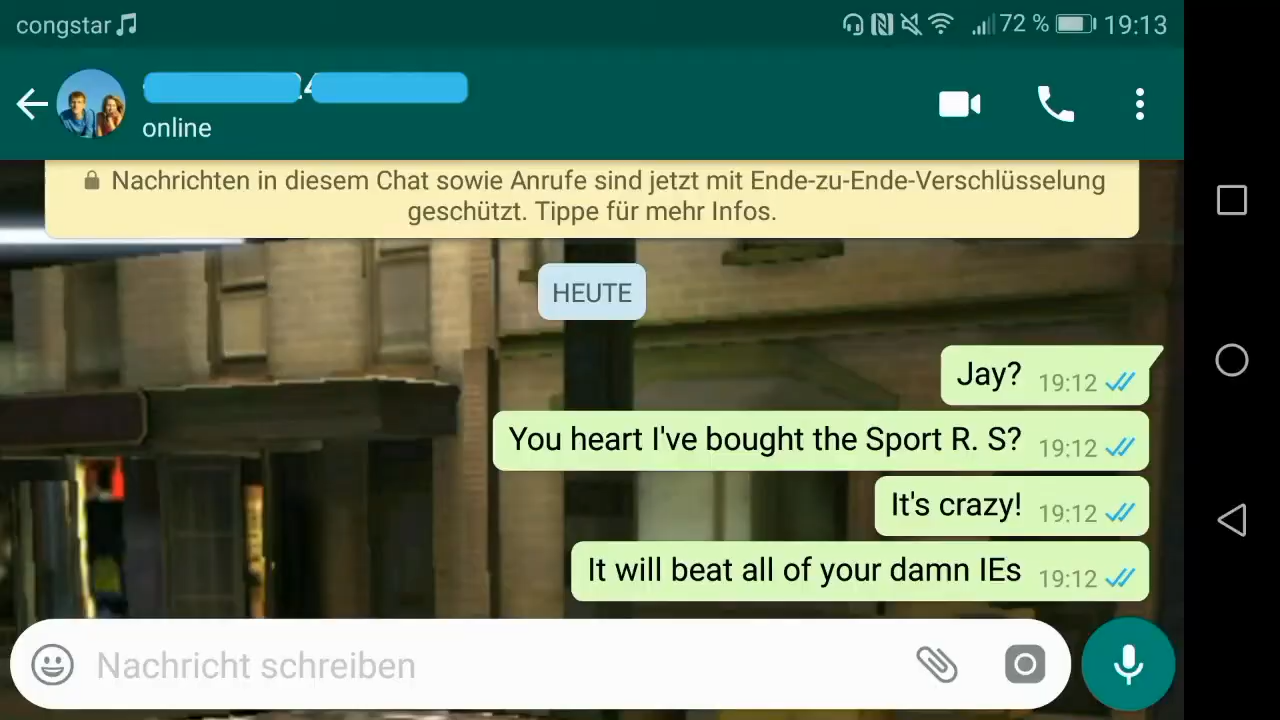 congstar
72 %
19:13
online
Nachrichten in diesem Chat sowie Anrufe sind jetzt mit Ende-zu-Ende-Verschlüsselung
geschützt. Tippe für mehr Infos.
HEUTE
Jay? 19:12
You heart I've bought the Sport R. S? 19:12
It's crazy! 19:12
It will beat all of your damn IEs 19:12
Nachricht schreiben